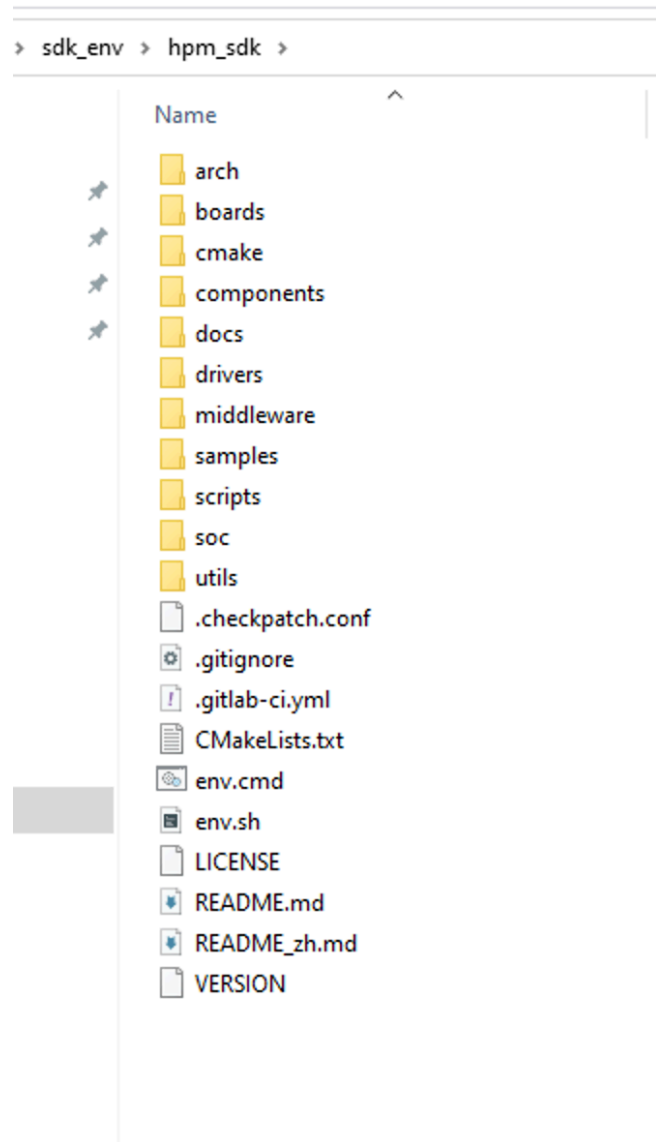 > sdk_env > hpm_sdk >
Name
arch
boards
cmake
components
docs
drivers
middleware
samples
scripts
soc
utils
.checkpatch.conf
.gitignore
.gitlab-ci.yml
CMakeLists.txt
env.cmd
env.sh
LICENSE
README.md
README_zh.md
VERSION